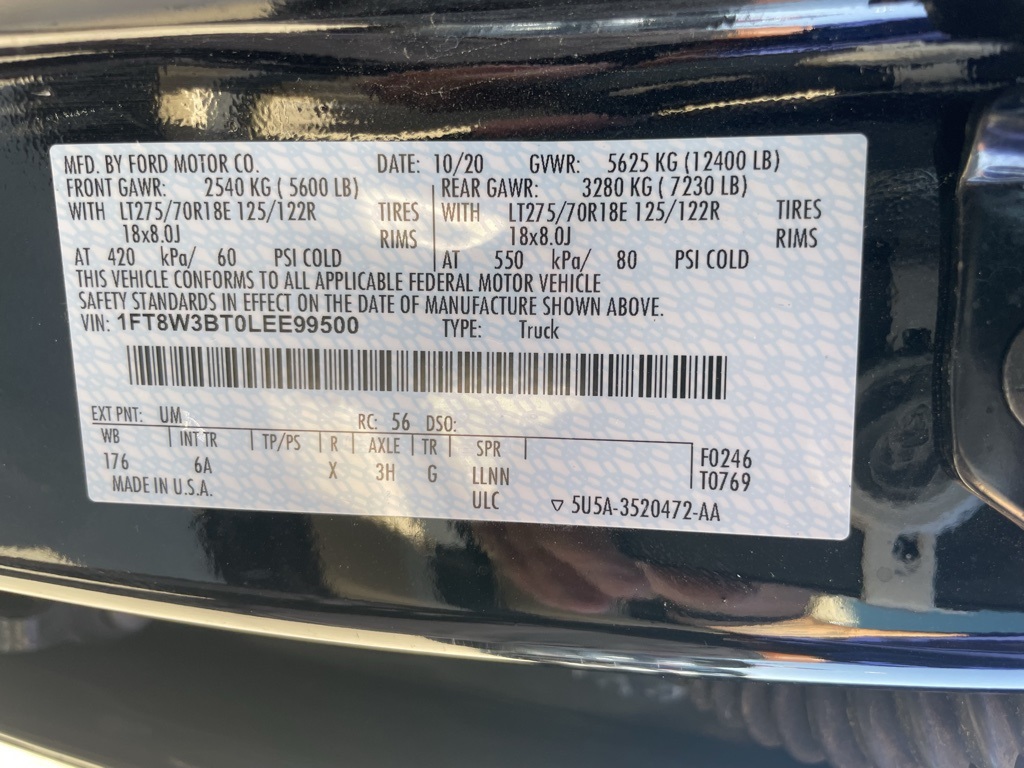 MFD. BY FORD MOTOR CO. DATE: 10/20 GVWR: 5625 KG (12400 LB)
FRONT GAWR: 2540 KG ( 5600 LB) REAR GAWR: 3280 KG ( 7230 LB)
WITH LT275/70R18E 125/122R TIRES WITH LT275/70R18E 125/122R TIRES
18x8.0J RIMS 18x8.0J RIMS
AT 420 kPa/ 60 PSI COLD AT 550 kPa/ 80 PSI COLD
THIS VEHICLE CONFORMS TO ALL APPLICABLE FEDERAL MOTOR VEHICLE
SAFETY STANDARDS IN EFFECT ON THE DATE OF MANUFACTURE SHOWN ABOVE.
VIN: 1FT8W3BT0LEE99500 TYPE: Truck
EXT PNT: UM RC: 56 DSO:
WB INT TR TP/PS R AXLE TR SPR
176 6A X 3H G LLNN F0246
MADE IN U.S.A. ULC T0769
▽ 5U5A-3520472-AA